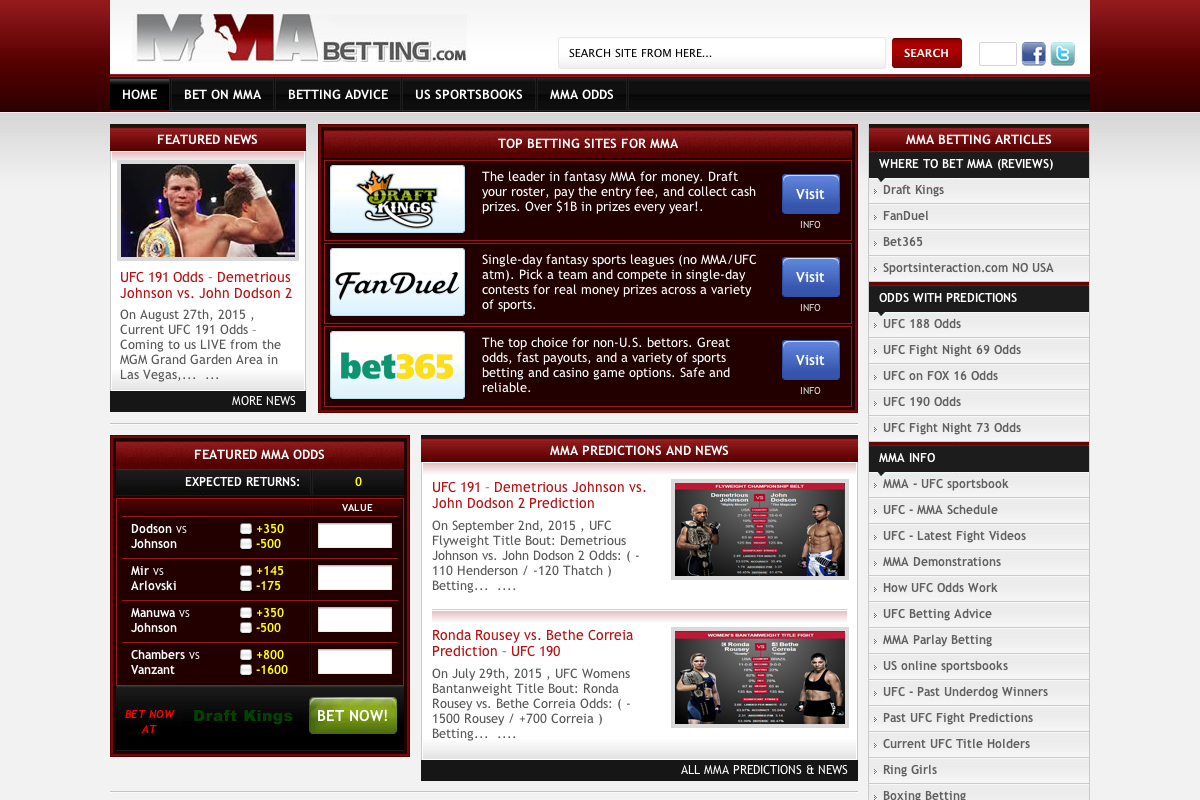 MMA BETTING.COM
SEARCH SITE FROM HERE...
SEARCH
HOME
BET ON MMA
BETTING ADVICE
US SPORTSBOOKS
MMA ODDS
FEATURED NEWS
UFC 191 Odds – Demetrious
Johnson vs. John Dodson 2
On August 27th, 2015 ,
Current UFC 191 Odds –
Coming to us LIVE from the
MGM Grand Garden Area in
Las Vegas,... ...
MORE NEWS
TOP BETTING SITES FOR MMA
DRAFT
KINGS
The leader in fantasy MMA for money. Draft
your roster, pay the entry fee, and collect cash
prizes. Over $1B in prizes every year!.
Visit
INFO
FanDuel
Single-day fantasy sports leagues (no MMA/UFC
atm). Pick a team and compete in single-day
contests for real money prizes across a variety
of sports.
Visit
INFO
bet365
The top choice for non-U.S. bettors. Great
odds, fast payouts, and a variety of sports
betting and casino game options. Safe and
reliable.
Visit
INFO
FEATURED MMA ODDS
EXPECTED RETURNS: 0
VALUE
Dodson vs +350
Johnson -500
Mir vs +145
Arlovski -175
Manuwa vs +350
Johnson -500
Chambers vs +800
Vanzant -1600
BET NOW
AT
Draft Kings
BET NOW!
MMA PREDICTIONS AND NEWS
UFC 191 – Demetrious Johnson vs.
John Dodson 2 Prediction
On September 2nd, 2015 , UFC
Flyweight Title Bout: Demetrious
Johnson vs. John Dodson 2 Odds: ( -
110 Henderson / -120 Thatch )
Betting... ....
FLYWEIGHT CHAMPIONSHIP BELT
Demetrious
Johnson
VS
John
Dodson
Ronda Rousey vs. Bethe Correia
Prediction – UFC 190
On July 29th, 2015 , UFC Womens
Bantanweight Title Bout: Ronda
Rousey vs. Bethe Correia Odds: ( -
1500 Rousey / +700 Correia )
Betting... ....
WOMEN'S BANTAMWEIGHT TITLE FIGHT
Ronda
Rousey
VS
Bethe
Correia
ALL MMA PREDICTIONS & NEWS
MMA BETTING ARTICLES
WHERE TO BET MMA (REVIEWS)
Draft Kings
FanDuel
Bet365
Sportsinteraction.com NO USA
ODDS WITH PREDICTIONS
UFC 188 Odds
UFC Fight Night 69 Odds
UFC on FOX 16 Odds
UFC 190 Odds
UFC Fight Night 73 Odds
MMA INFO
MMA - UFC sportsbook
UFC - MMA Schedule
UFC - Latest Fight Videos
MMA Demonstrations
How UFC Odds Work
UFC Betting Advice
MMA Parlay Betting
US online sportsbooks
UFC - Past Underdog Winners
Past UFC Fight Predictions
Current UFC Title Holders
Ring Girls
Boxing Betting